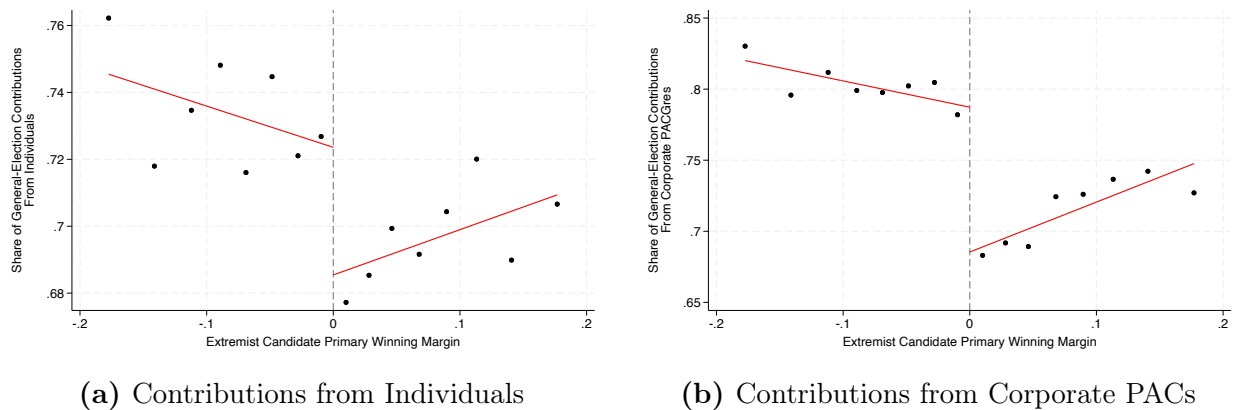 Share of General-Election Contributions
From Individuals
.76
.74
.72
.7
.68
-.2
-.1
0
.1
.2
Extremist Candidate Primary Winning Margin
(a) Contributions from Individuals
Share of General-Election Contributions
From Corporate PACGres
.85
.8
.75
.7
.65
-.2
-.1
0
.1
.2
Extremist Candidate Primary Winning Margin
(b) Contributions from Corporate PACs